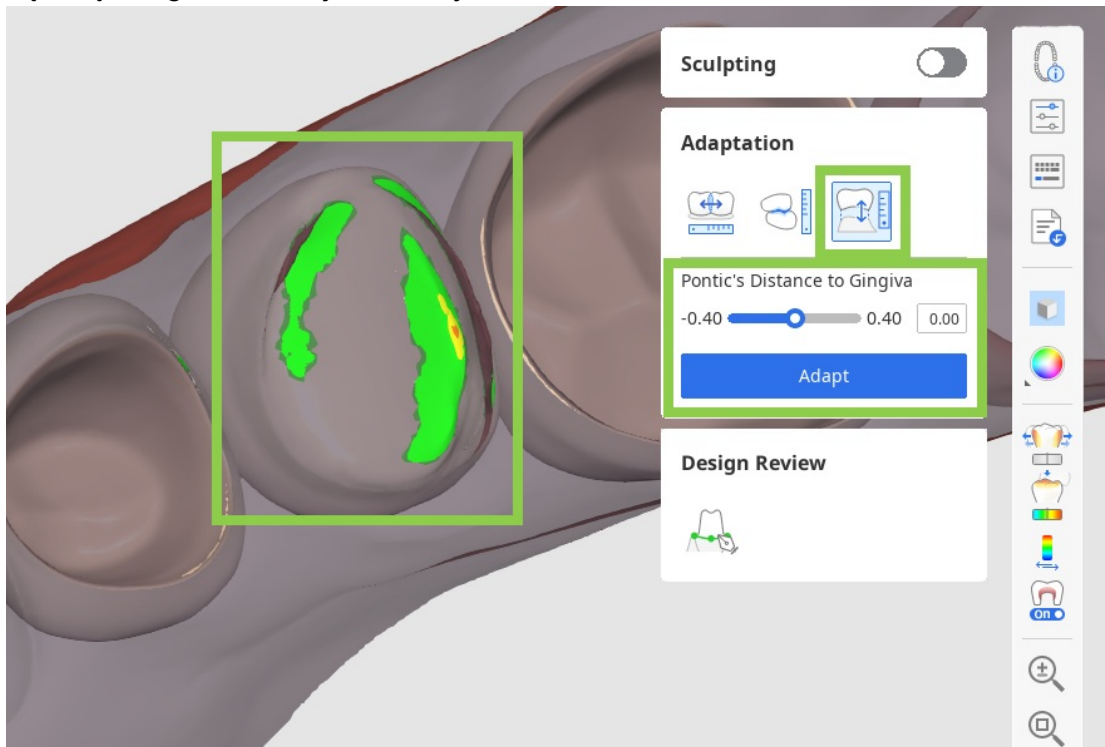 Sculpting
Adaptation
Pontic's Distance to Gingiva
-0.40 0.40 0.00
Adapt
Design Review
On